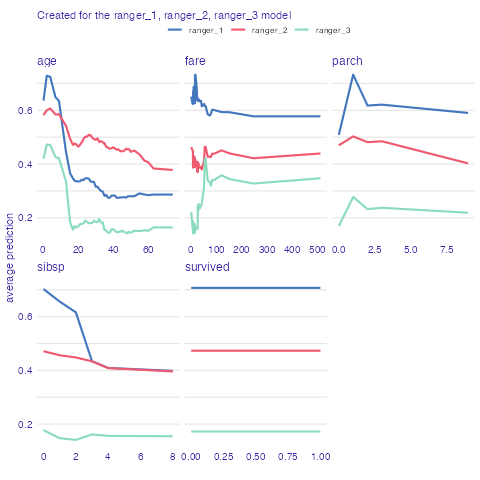 Created for the ranger_1, ranger_2, ranger_3 model
ranger_1 ranger_2 ranger_3
age fare parch
0.6
0.4
0.2
0 20 40 60 0 100 200 300 400 500 0.0 2.5 5.0 7.5
average prediction
sibsp survived
0.6
0.4
0.2
0 2 4 6 8 0.00 0.25 0.50 0.75 1.00